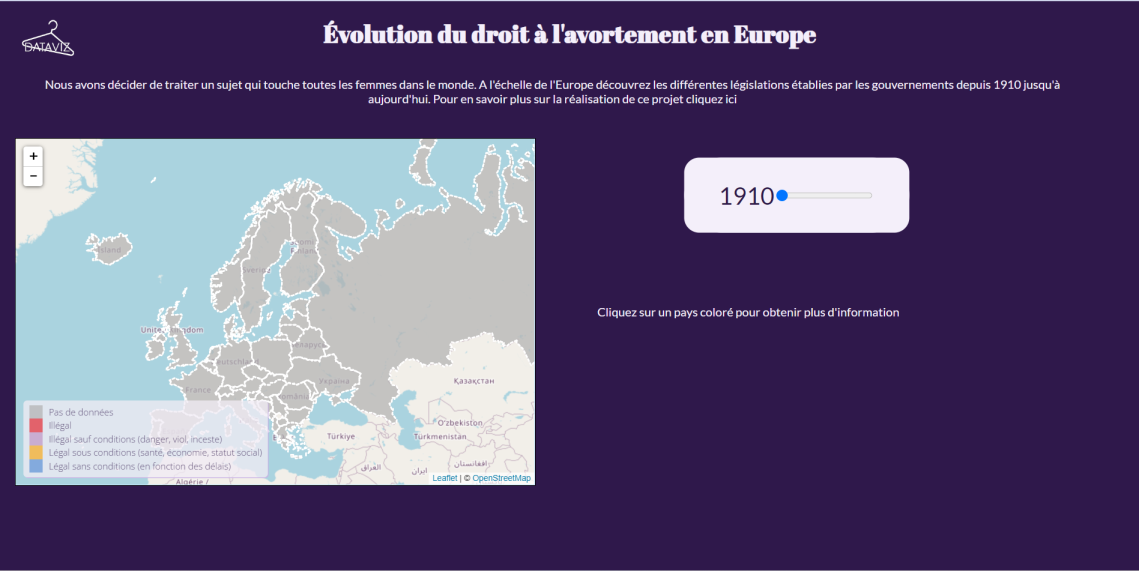 DATAVIZ
Évolution du droit à l'avortement en Europe
Nous avons décider de traiter un sujet qui touche toutes les femmes dans le monde. A l'échelle de l'Europe découvrez les différentes législations établies par les gouvernements depuis 1910 jusqu'à
aujourd'hui. Pour en savoir plus sur la réalisation de ce projet cliquez ici
+
−
1910
Ísland
Suomi
Sverige
United Kingdom
Беларусь
Deutschland
Україна
France
România
Қазақстан
Cliquez sur un pays coloré pour obtenir plus d'information
Pas de données
Illégal
Illégal sauf conditions (danger, viol, inceste)
Légal sous conditions (santé, économie, statut social)
Légal sans conditions (en fonction des délais)
O'zbekiston
Türkiye
Türkmenistan
العراق
ایران
افغانستان
Algérie /
Leaflet | © OpenStreetMap